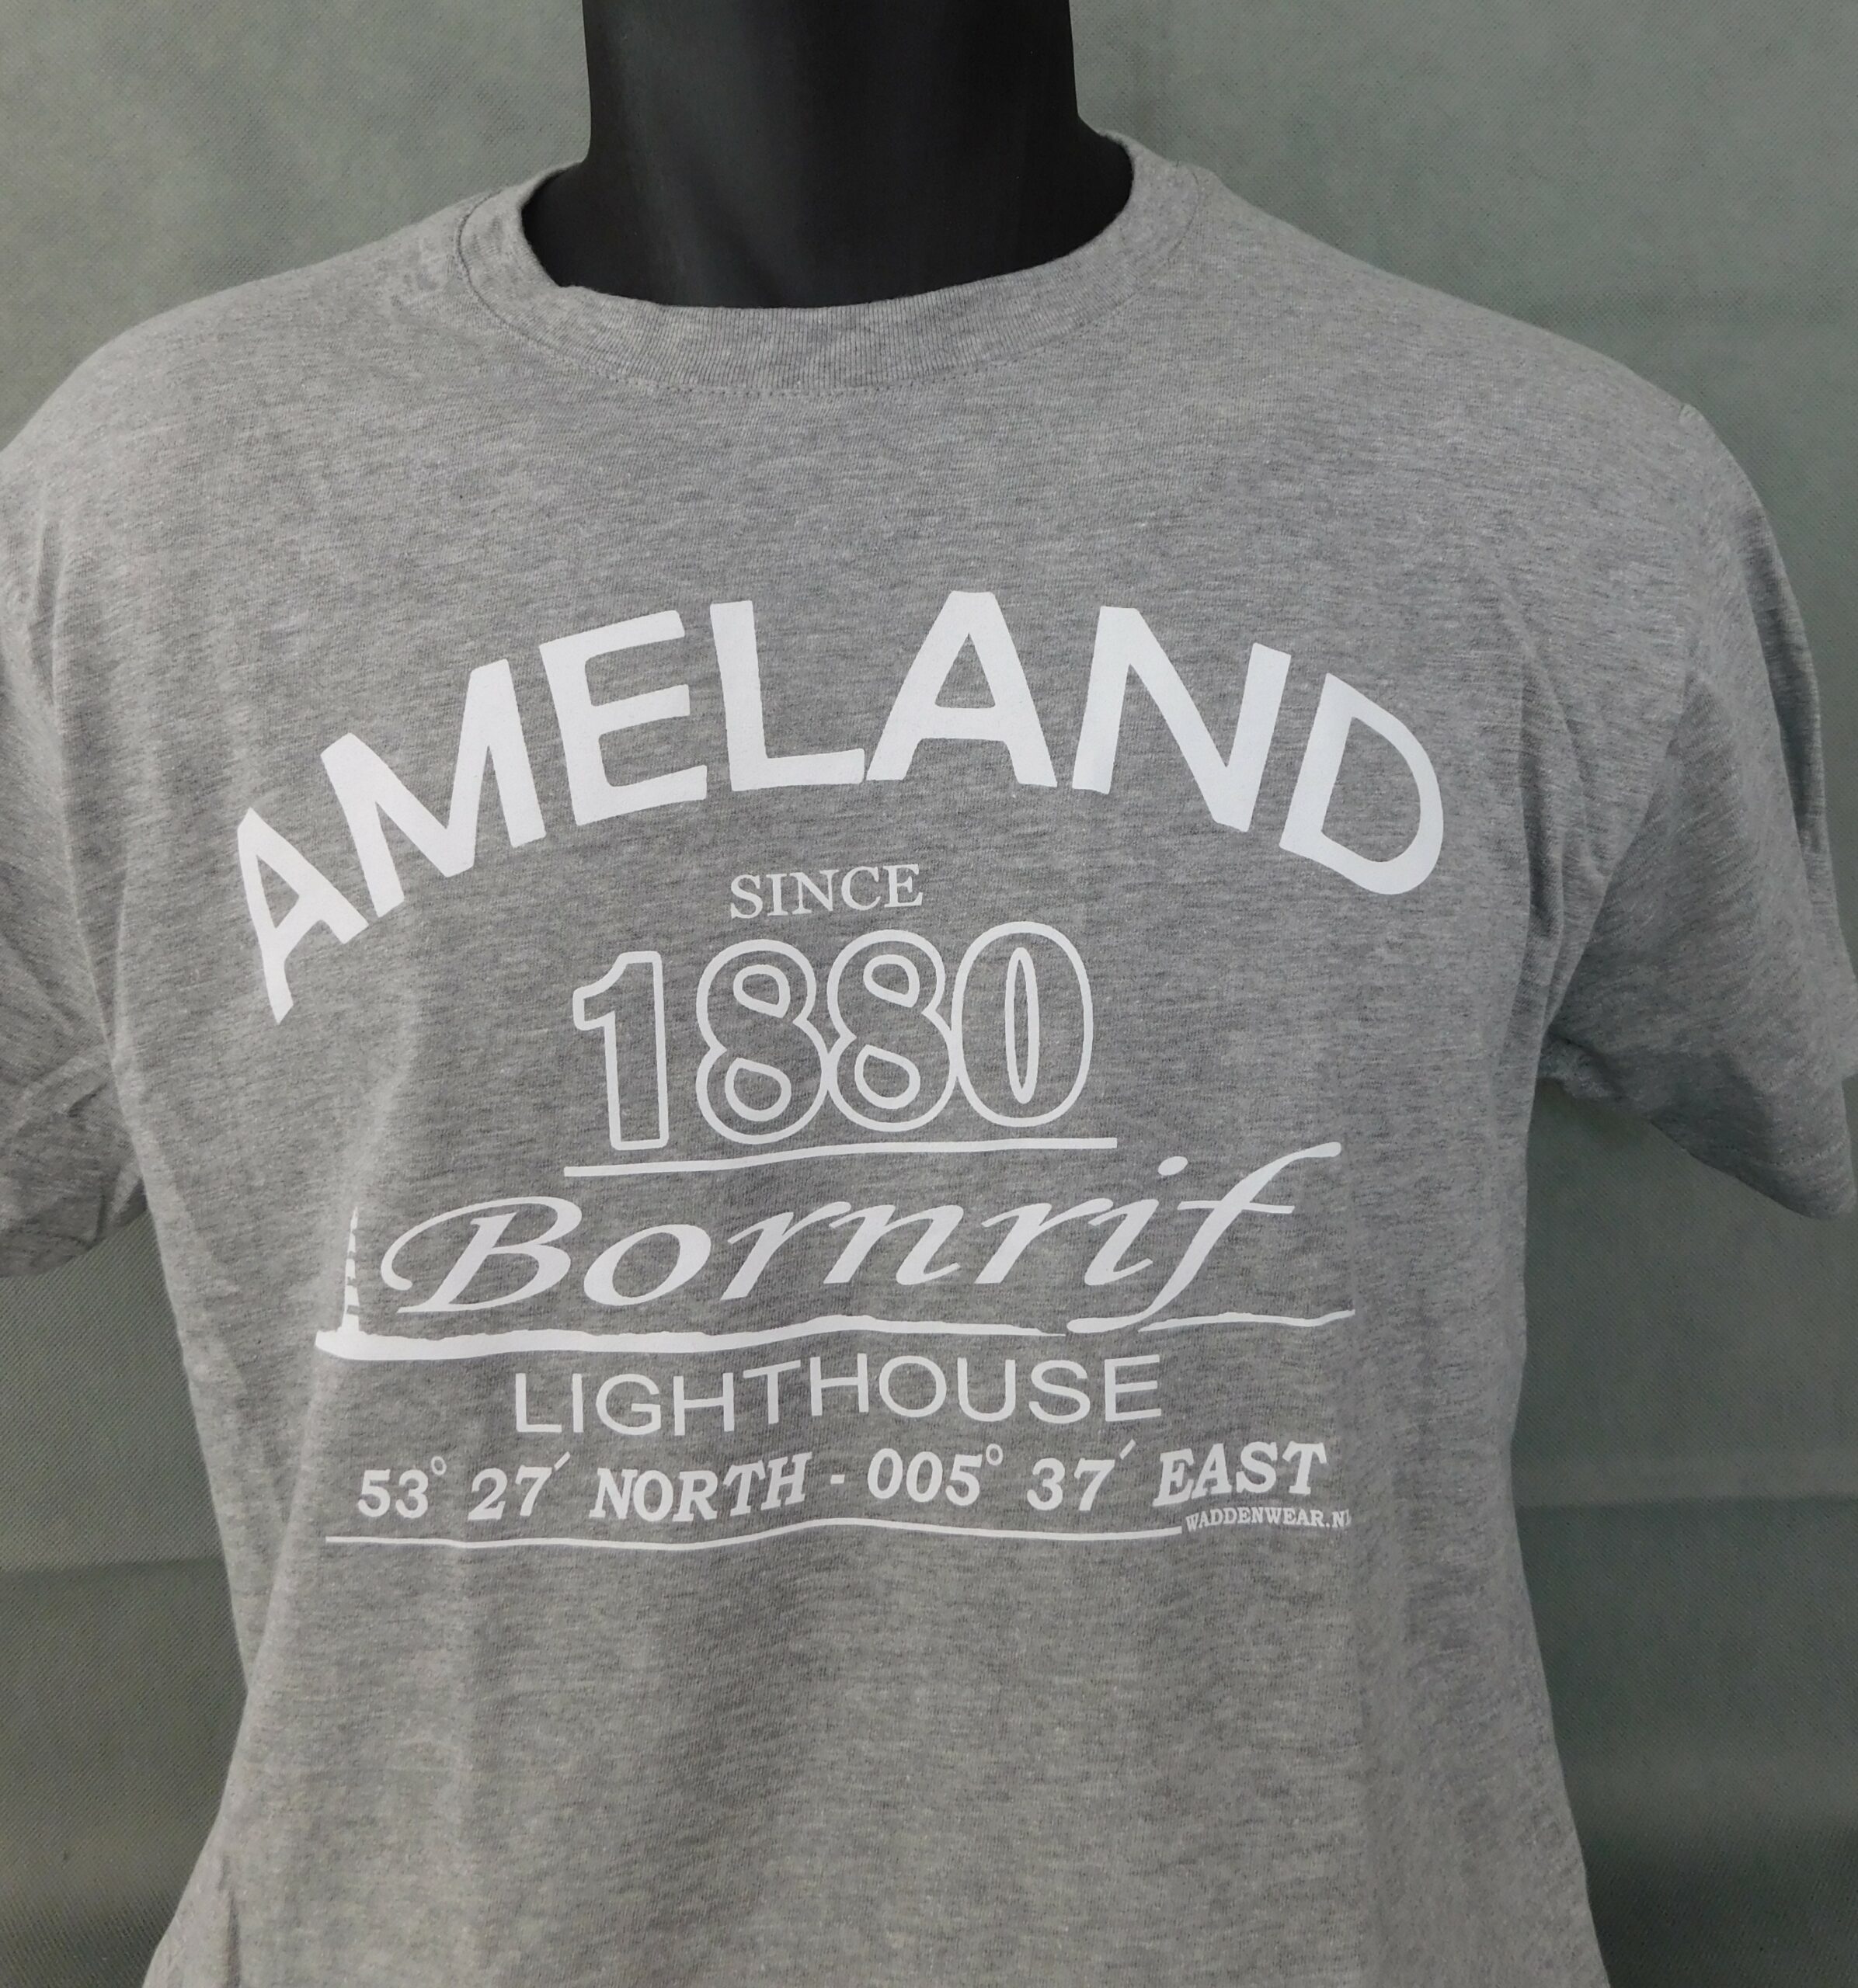 AMELAND
SINCE
1880
Bornrif
LIGHTHOUSE
53° 27′ NORTH - 005° 37′ EAST
WADDENWEAR.NL